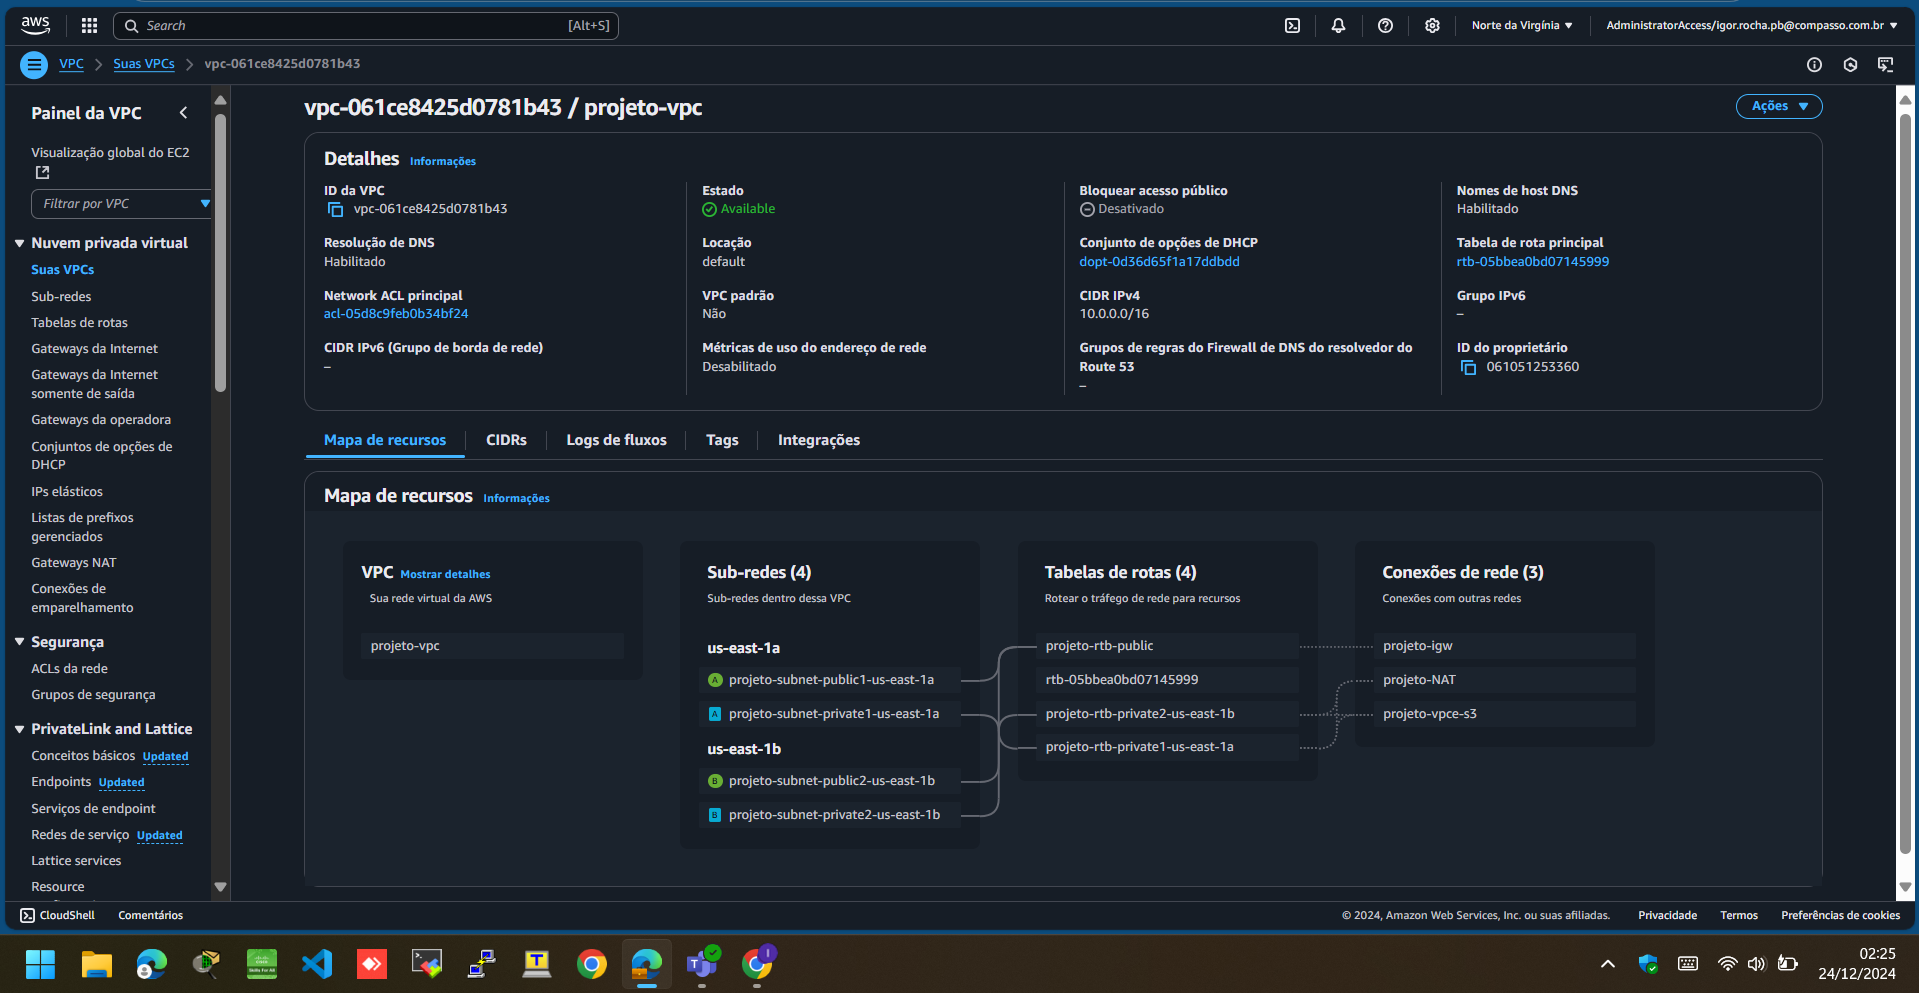 aws
Search
[Alt+S]
Norte da Virgínia
AdministratorAccess/igor.rocha.pb@compasso.com.br
VPC
Suas VPCs
vpc-061ce8425d0781b43
Painel da VPC
Visualização global do EC2
Filtrar por VPC
Nuvem privada virtual
Suas VPCs
Sub-redes
Tabelas de rotas
Gateways da Internet
Gateways da Internet
somente de saída
Gateways da operadora
Conjuntos de opções de
DHCP
IPs elásticos
Listas de prefixos
gerenciados
Gateways NAT
Conexões de
emparelhamento
Segurança
ACLs da rede
Grupos de segurança
PrivateLink and Lattice
Conceitos básicos Updated
Endpoints Updated
Serviços de endpoint
Redes de serviço Updated
Lattice services
Resource
vpc-061ce8425d0781b43 / projeto-vpc
Ações
Detalhes Informações
ID da VPC
vpc-061ce8425d0781b43
Estado
Available
Bloquear acesso público
Desativado
Nomes de host DNS
Habilitado
Resolução de DNS
Habilitado
Locação
default
Conjunto de opções de DHCP
dopt-0d36d65f1a17ddbdd
Tabela de rota principal
rtb-05bbea0bd07145999
Network ACL principal
acl-05d8c9feb0b34bf24
VPC padrão
Não
CIDR IPv4
10.0.0.0/16
Grupo IPv6
–
CIDR IPv6 (Grupo de borda de rede)
–
Métricas de uso do endereço de rede
Desabilitado
Grupos de regras do Firewall de DNS do resolvedor do
Route 53
–
ID do proprietário
061051253360
Mapa de recursos
CIDRs
Logs de fluxos
Tags
Integrações
Mapa de recursos Informações
VPC Mostrar detalhes
Sua rede virtual da AWS
projeto-vpc
Sub-redes (4)
Sub-redes dentro dessa VPC
us-east-1a
A projeto-subnet-public1-us-east-1a
A projeto-subnet-private1-us-east-1a
us-east-1b
B projeto-subnet-public2-us-east-1b
B projeto-subnet-private2-us-east-1b
Tabelas de rotas (4)
Rotear o tráfego de rede para recursos
projeto-rtb-public
rtb-05bbea0bd07145999
projeto-rtb-private2-us-east-1b
projeto-rtb-private1-us-east-1a
Conexões de rede (3)
Conexões com outras redes
projeto-igw
projeto-NAT
projeto-vpce-s3
CloudShell
Comentários
© 2024, Amazon Web Services, Inc. ou suas afiliadas.
Privacidade
Termos
Preferências de cookies
02:25
24/12/2024